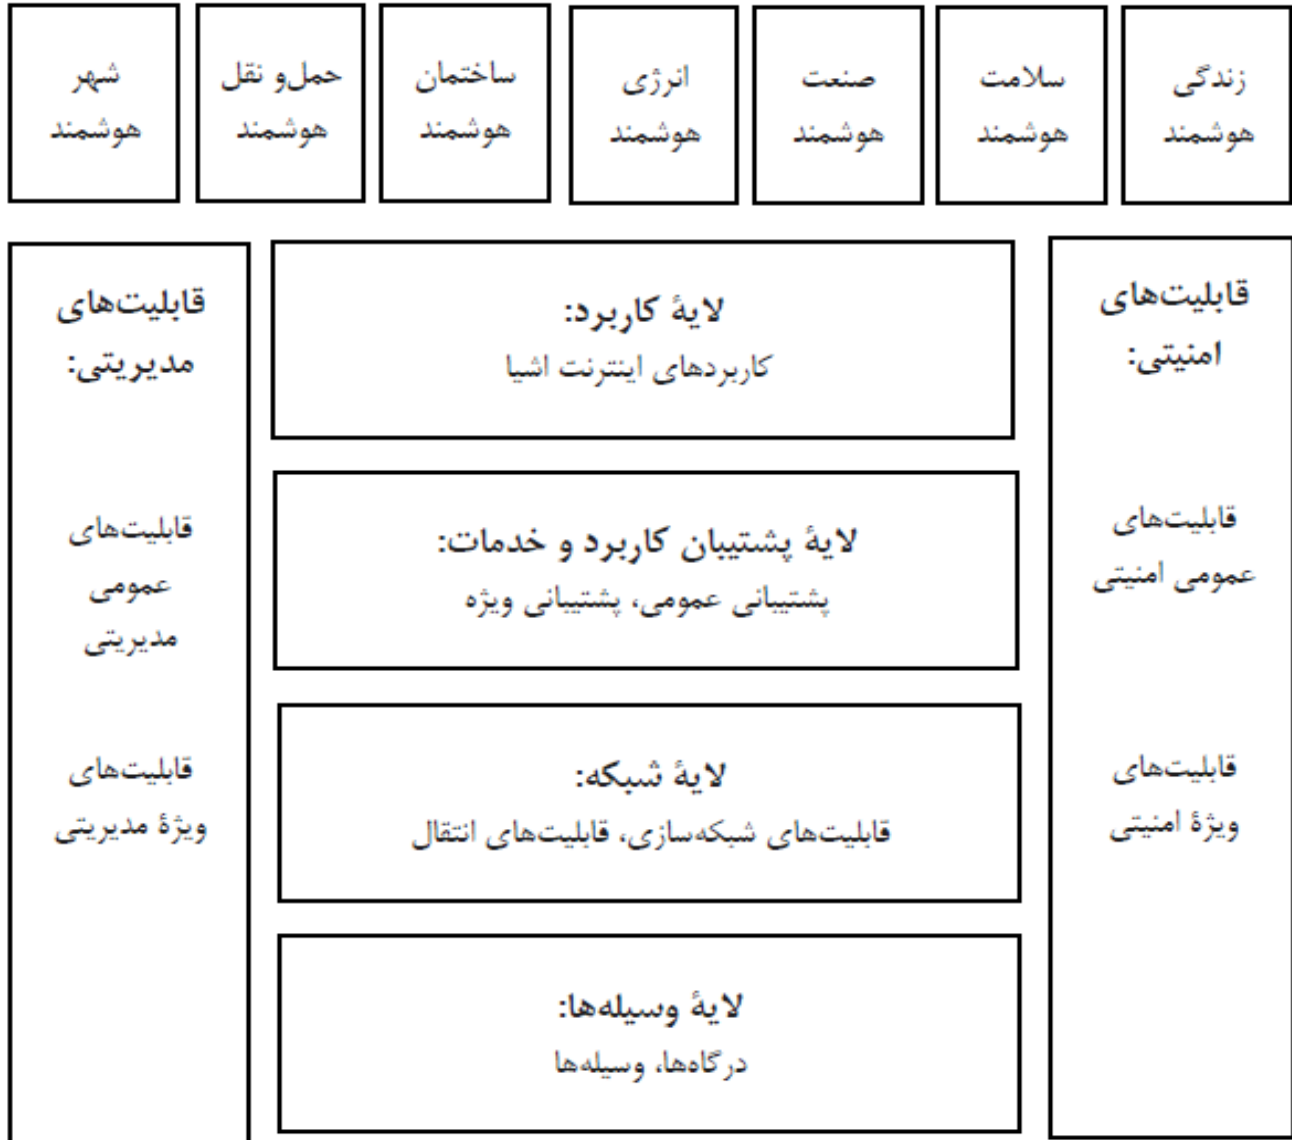 زندگی
هوشمند
سلامت
هوشمند
صنعت
هوشمند
انرژی
هوشمند
ساختمان
هوشمند
حمل‌و نقل
هوشمند
شهر
هوشمند
قابلیت‌های
امنیتی:
قابلیت‌های
عمومی امنیتی
قابلیت‌های
ویژهٔ امنیتی
لایهٔ کاربرد:
کاربردهای اینترنت اشیا
لایهٔ پشتیبان کاربرد و خدمات:
پشتیبانی عمومی، پشتیبانی ویژه
لایهٔ شبکه:
قابلیت‌های شبکه‌سازی، قابلیت‌های انتقال
لایهٔ وسیله‌ها:
درگاه‌ها، وسیله‌ها
قابلیت‌های
مدیریتی:
قابلیت‌های
عمومی
مدیریتی
قابلیت‌های
ویژهٔ مدیریتی